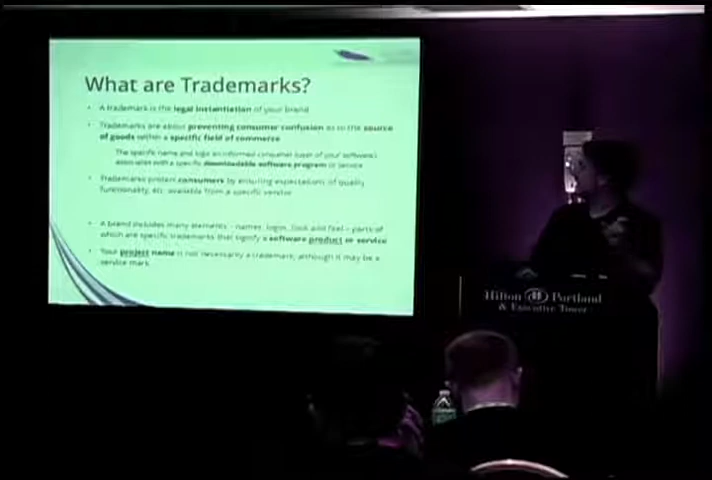 What are Trademarks?
A trademark is the legal instantiation of your brand
Trademarks are about preventing consumer confusion as to the source
of goods within a specific field of commerce
The specific name and logo an informed consumer of your software
associates with a specific downloadable software program or service
Trademarks protect consumers by ensuring expectations of quality
functionality, etc. available from a specific vendor
A brand includes many elements – names, logos, look and feel – parts of
which are specific trademarks that signify a software product or service
Your project name is not necessarily a trademark, although it may be a
service mark
Hilton Portland
& Executive Tower